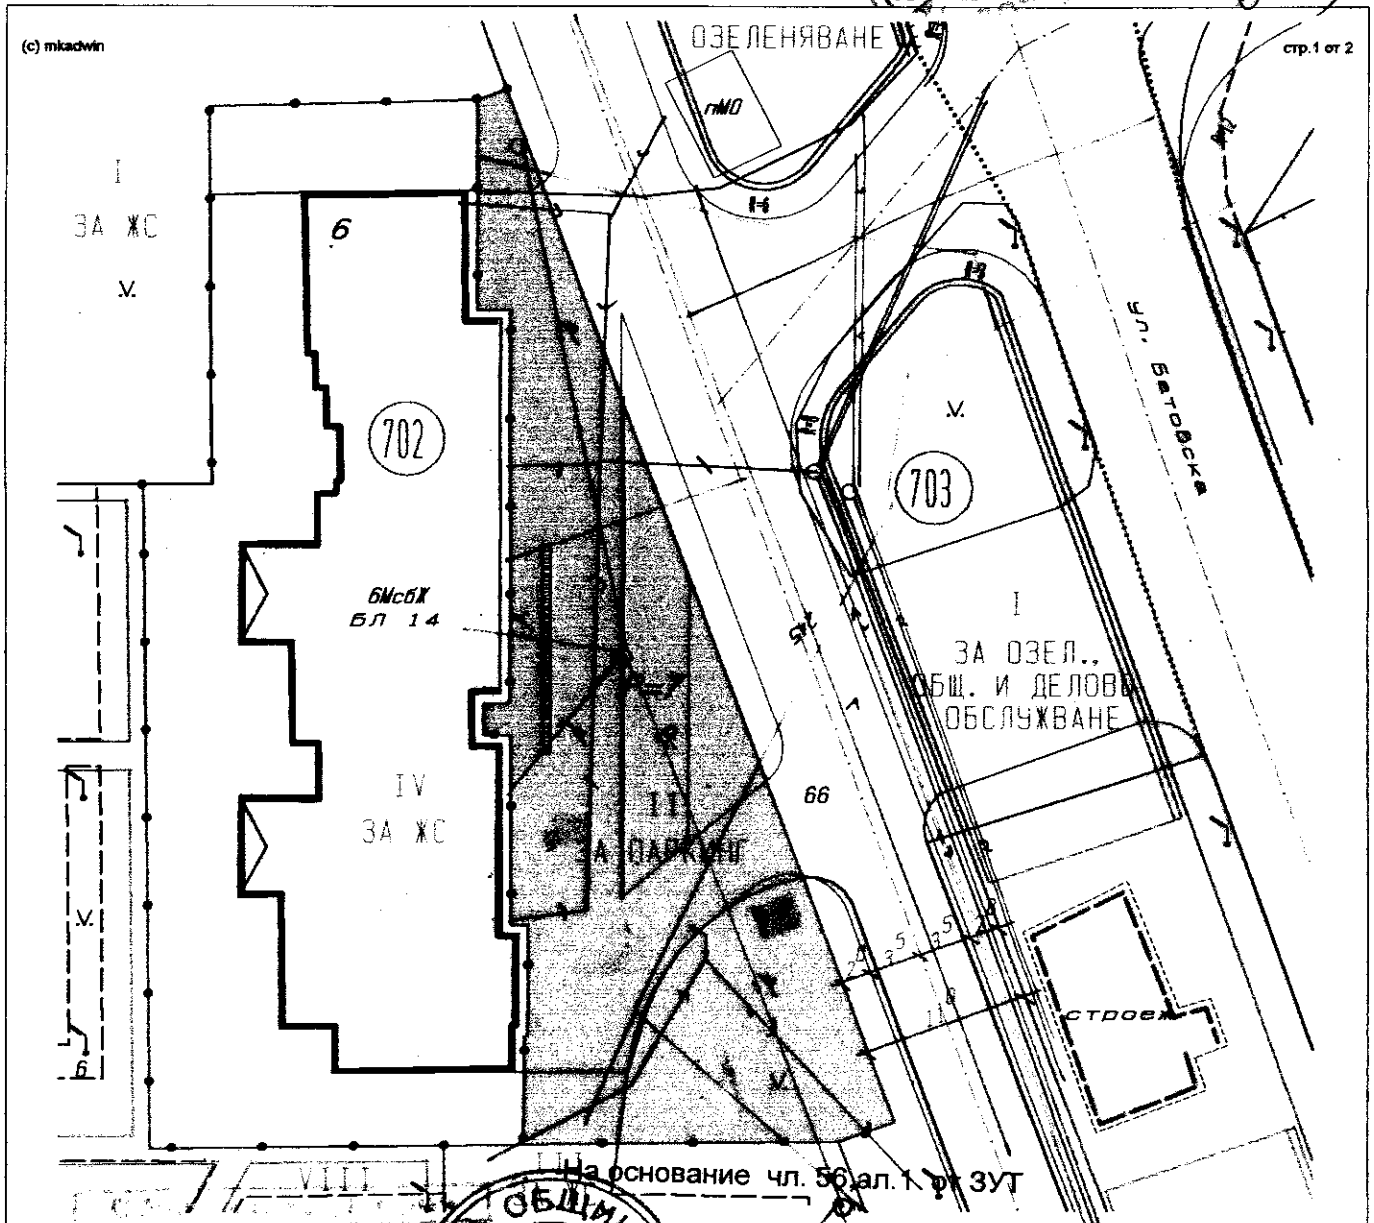 (c) mkadwin
стр.1 от 2
ОЗЕЛЕНЯВАНЕ
пМО
I
ЗА ЖС
V.
6
702
ул. Батовска
V.
703
6МсбЖ
БЛ 14
I
ЗА ОЗЕЛ.,
ОБЩ. И ДЕЛОВО
ОБСЛУЖВАНЕ
66
IV
ЗА ЖС
II
ЗА ПАРКИНГ
V.
строеж
6
V.
VIII
На основание чл. 56,ал.1. от ЗУТ